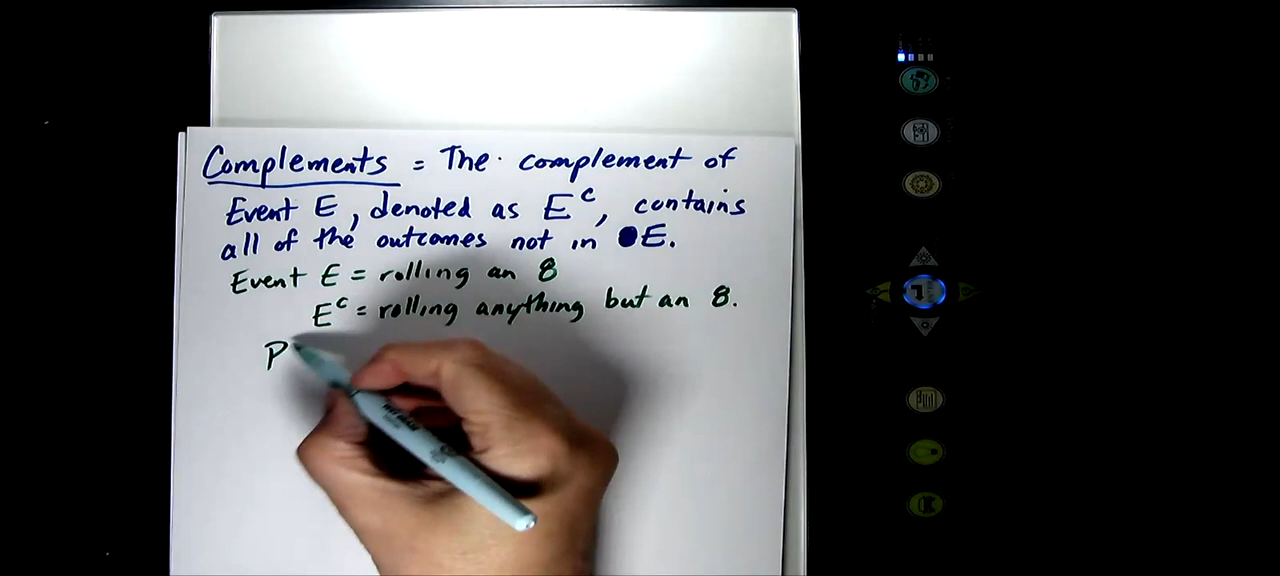 Complements = The complement of
Event E, denoted as E^c, contains
all of the outcomes not in E.
Event E = rolling an 8
E^c = rolling anything but an 8.
P